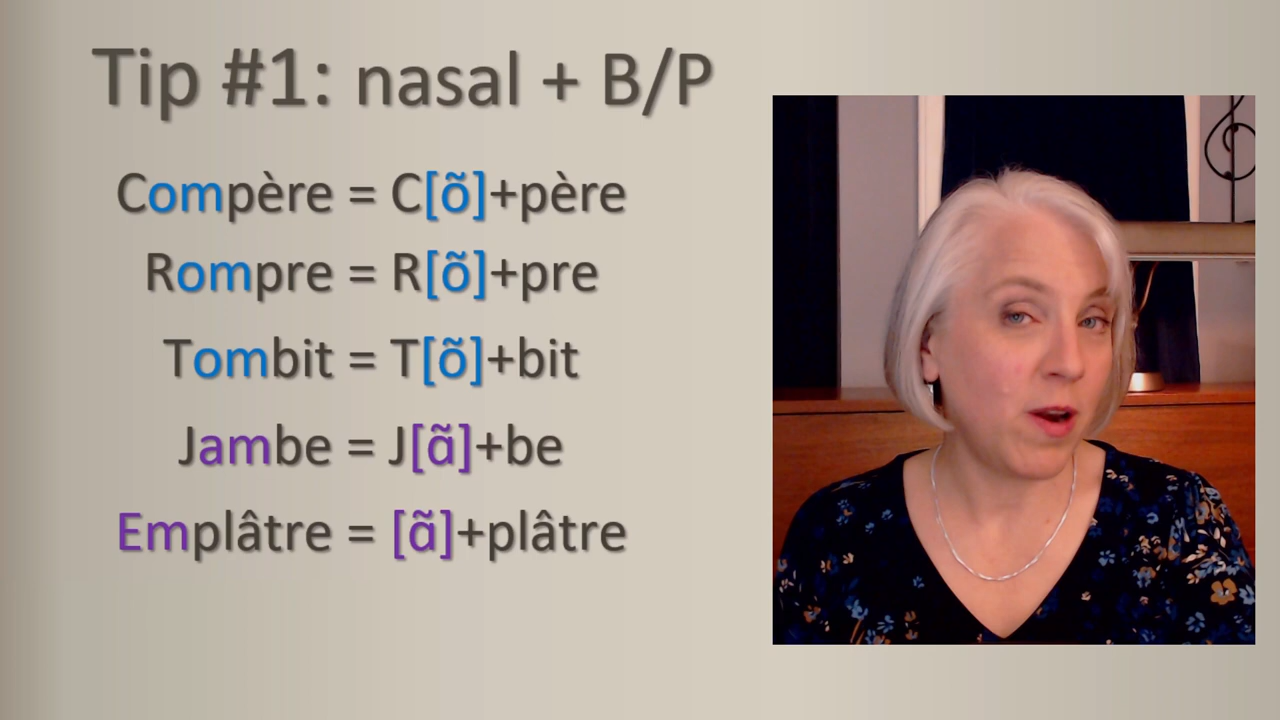 Tip #1: nasal + B/P
Compère = C[õ]+père
Rompre = R[õ]+pre
Tombit = T[õ]+bit
Jambe = J[ɑ̃]+be
Emplâtre = [ɑ̃]+plâtre